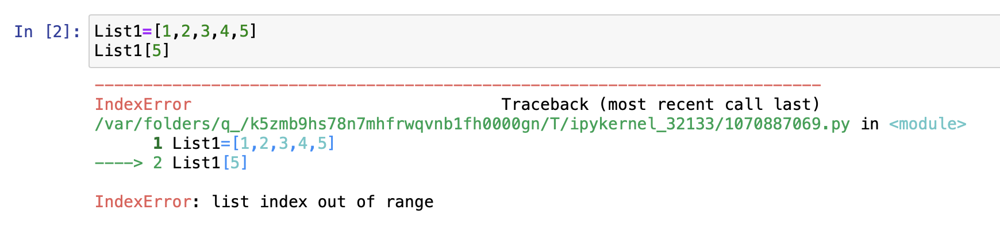 In [2]: List1=[1,2,3,4,5]
List1[5]
---------------------------------------------------------------------------
IndexError                                Traceback (most recent call last)
/var/folders/q_/k5zmb9hs78n7mhfrwqvnb1fh0000gn/T/ipykernel_32133/1070887069.py in <module>
      1 List1=[1,2,3,4,5]
----> 2 List1[5]
IndexError: list index out of range